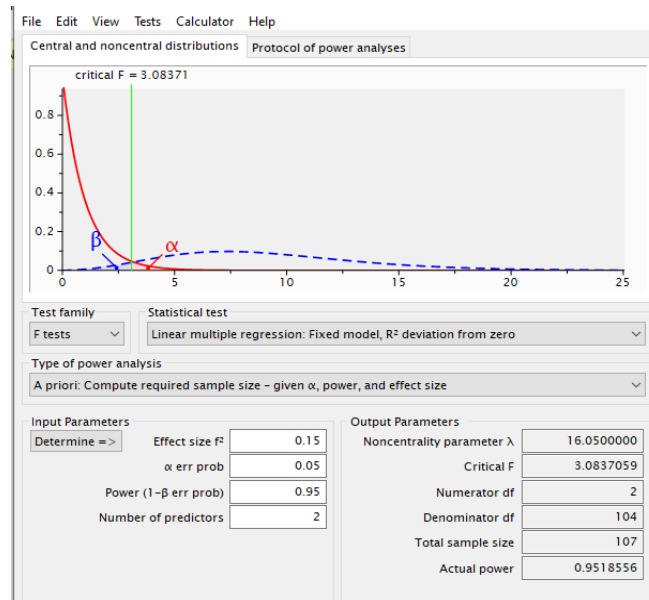 File Edit View Tests Calculator Help
Central and noncentral distributions Protocol of power analyses
critical F = 3.08371
0.8
0.6
0.4
0.2
0
β α
0 5 10 15 20 25
Test family Statistical test
F tests Linear multiple regression: Fixed model, R² deviation from zero
Type of power analysis
A priori: Compute required sample size – given α, power, and effect size
Input Parameters Output Parameters
Determine => Effect size f² 0.15 Noncentrality parameter λ 16.0500000
α err prob 0.05 Critical F 3.0837059
Power (1-β err prob) 0.95 Numerator df 2
Number of predictors 2 Denominator df 104
Total sample size 107
Actual power 0.9518556